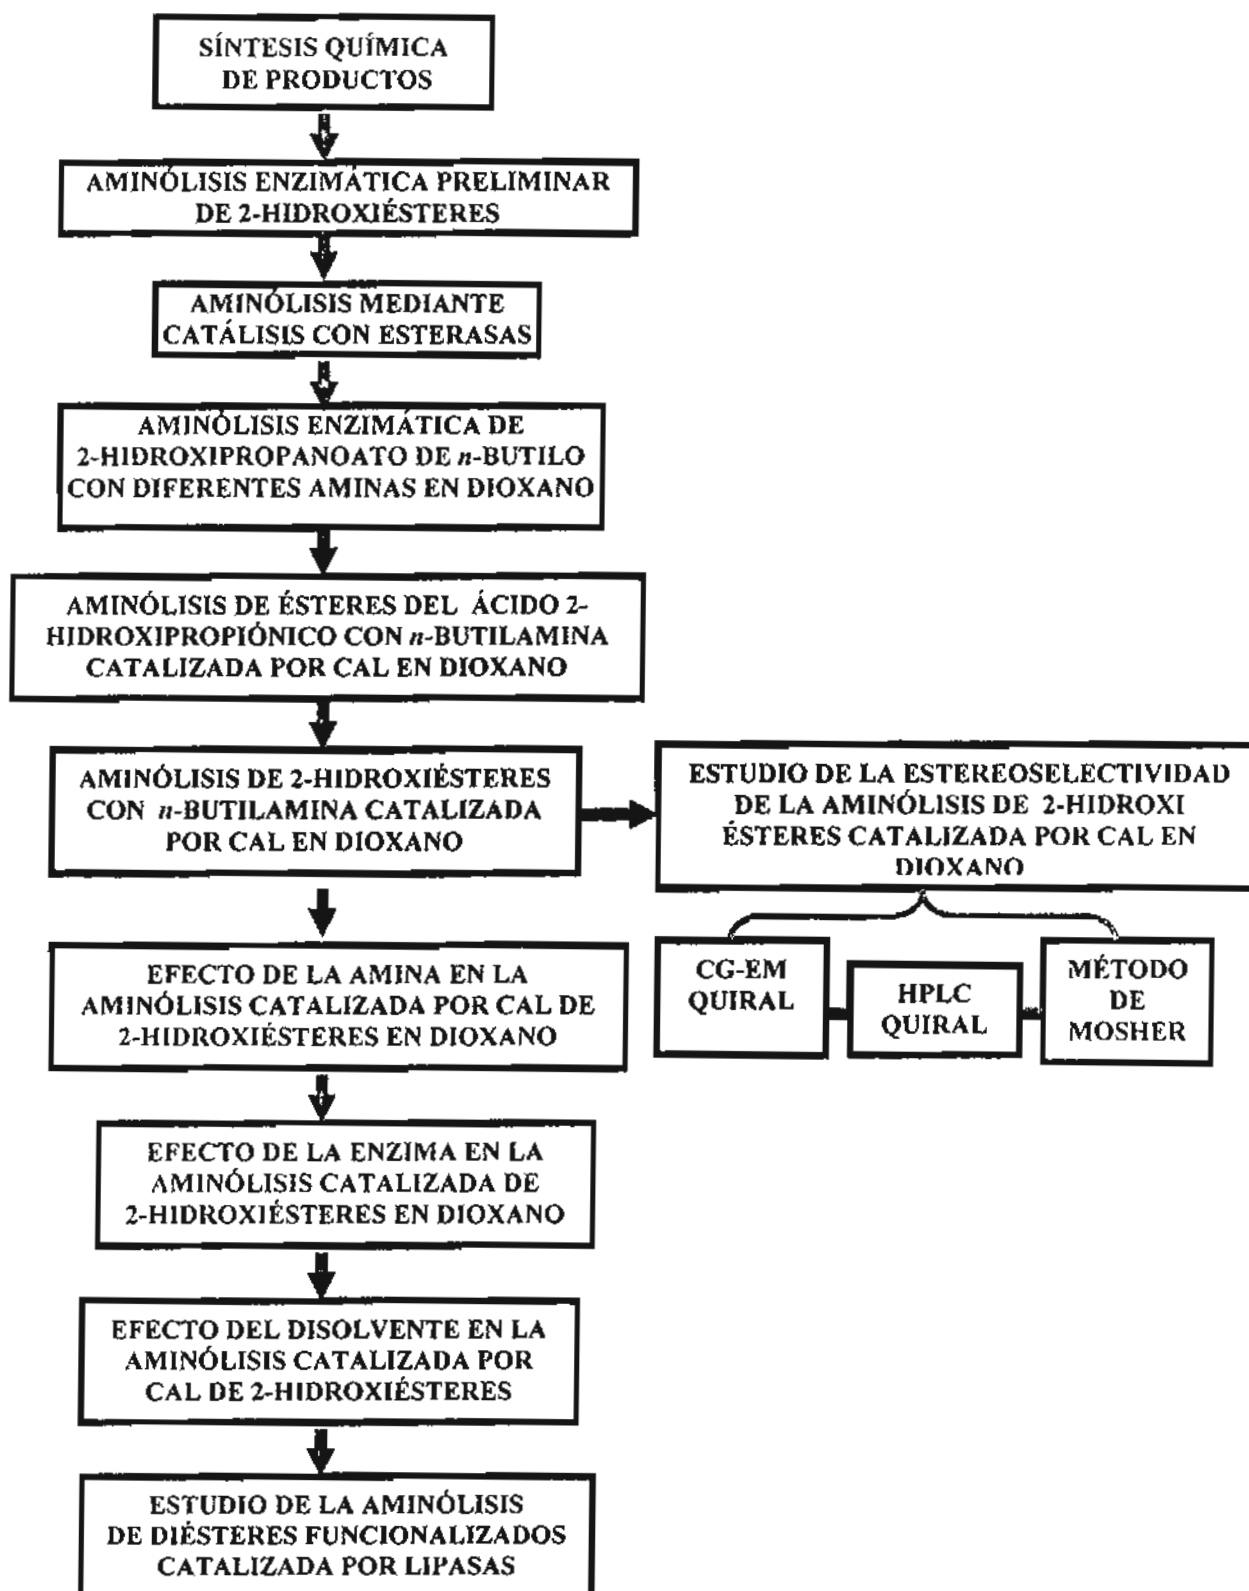 SÍNTESIS QUÍMICA
DE PRODUCTOS
AMINÓLISIS ENZIMÁTICA PRELIMINAR
DE 2-HIDROXIÉSTERES
AMINÓLISIS MEDIANTE
CATÁLISIS CON ESTERASAS
AMINÓLISIS ENZIMÁTICA DE
2-HIDROXIPROPANOATO DE n-BUTILO
CON DIFERENTES AMINAS EN DIOXANO
AMINÓLISIS DE ÉSTERES DEL ÁCIDO 2-
HIDROXIPROPIÓNICO CON n-BUTILAMINA
CATALIZADA POR CAL EN DIOXANO
AMINÓLISIS DE 2-HIDROXIÉSTERES
CON n-BUTILAMINA CATALIZADA
POR CAL EN DIOXANO
ESTUDIO DE LA ESTEREOSELECTIVIDAD
DE LA AMINÓLISIS DE 2-HIDROXI
ÉSTERES CATALIZADA POR CAL EN
DIOXANO
CG-EM
QUIRAL
HPLC
QUIRAL
MÉTODO
DE
MOSHER
EFECTO DE LA AMINA EN LA
AMINÓLISIS CATALIZADA POR CAL DE
2-HIDROXIÉSTERES EN DIOXANO
EFECTO DE LA ENZIMA EN LA
AMINÓLISIS CATALIZADA DE
2-HIDROXIÉSTERES EN DIOXANO
EFECTO DEL DISOLVENTE EN LA
AMINÓLISIS CATALIZADA POR
CAL DE 2-HIDROXIÉSTERES
ESTUDIO DE LA AMINÓLISIS
DE DIÉSTERES FUNCIONALIZADOS
CATALIZADA POR LIPASAS